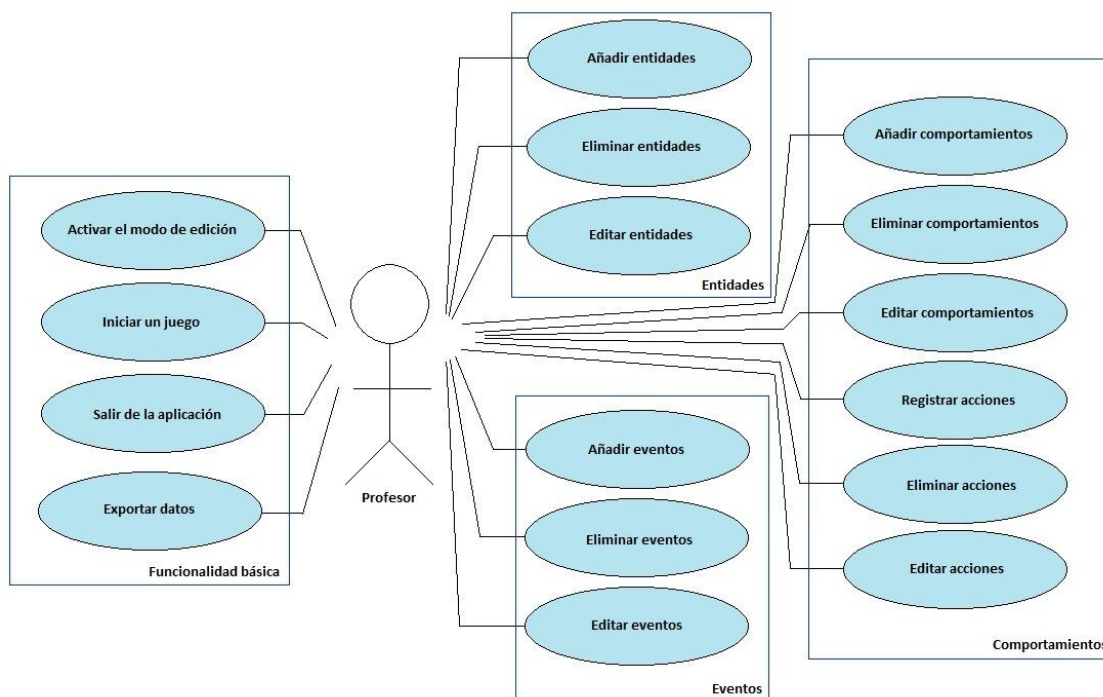 Activar el modo de edición
Iniciar un juego
Salir de la aplicación
Exportar datos
Funcionalidad básica
Profesor
Añadir entidades
Eliminar entidades
Editar entidades
Entidades
Añadir eventos
Eliminar eventos
Editar eventos
Eventos
Añadir comportamientos
Eliminar comportamientos
Editar comportamientos
Registrar acciones
Eliminar acciones
Editar acciones
Comportamientos